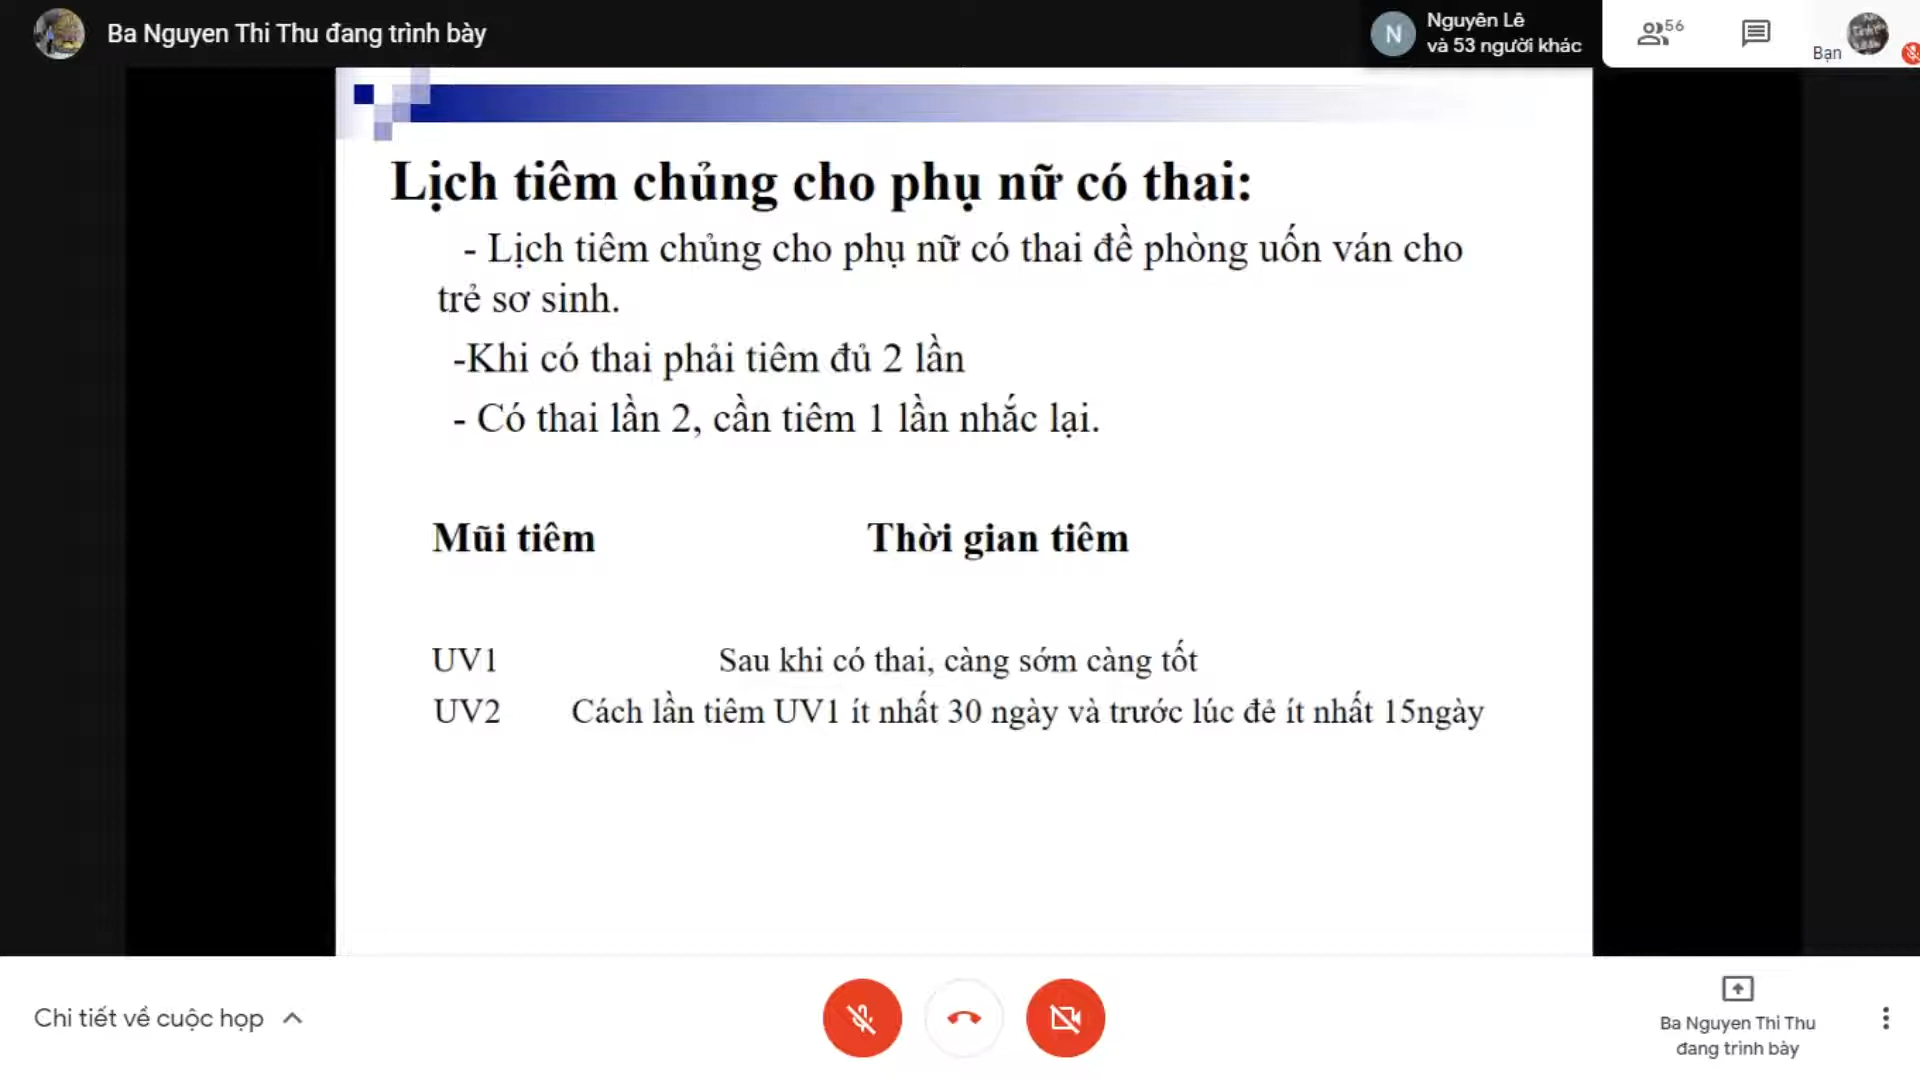 Ba Nguyen Thi Thu đang trình bày
Nguyên Lê
và 53 người khác
56
Bạn
Lịch tiêm chủng cho phụ nữ có thai:
- Lịch tiêm chủng cho phụ nữ có thai đề phòng uốn ván cho
trẻ sơ sinh.
-Khi có thai phải tiêm đủ 2 lần
- Có thai lần 2, cần tiêm 1 lần nhắc lại.
Mũi tiêm Thời gian tiêm
UV1 Sau khi có thai, càng sớm càng tốt
UV2 Cách lần tiêm UV1 ít nhất 30 ngày và trước lúc đẻ ít nhất 15ngày
Chi tiết về cuộc họp
Ba Nguyen Thi Thu
đang trình bày